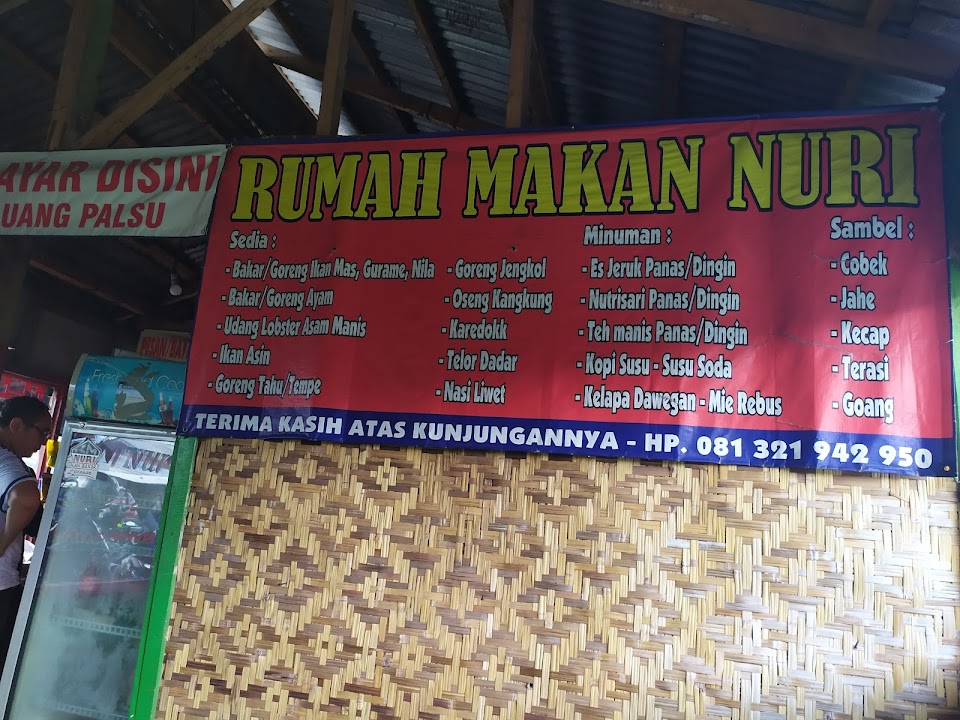 AYAR DISINI
UANG PALSU
RUMAH MAKAN NURI
Sedia :
- Bakar/Goreng Ikan Mas, Gurame, Nila
- Bakar/Goreng Ayam
- Udang Lobster Asam Manis
- Ikan Asin
- Goreng Tahu/Tempe
- Goreng Jengkol
- Oseng Kangkung
- Karedokk
- Telor Dadar
- Nasi Liwet
Minuman :
- Es Jeruk Panas/Dingin
- Nutrisari Panas/Dingin
- Teh manis Panas/Dingin
- Kopi Susu - Susu Soda
- Kelapa Dawegan - Mie Rebus
Sambel :
- Cobek
- Jahe
- Kecap
- Terasi
- Goang
TERIMA KASIH ATAS KUNJUNGANNYA - HP. 081 321 942 950
PESAN/BAYA
NURI